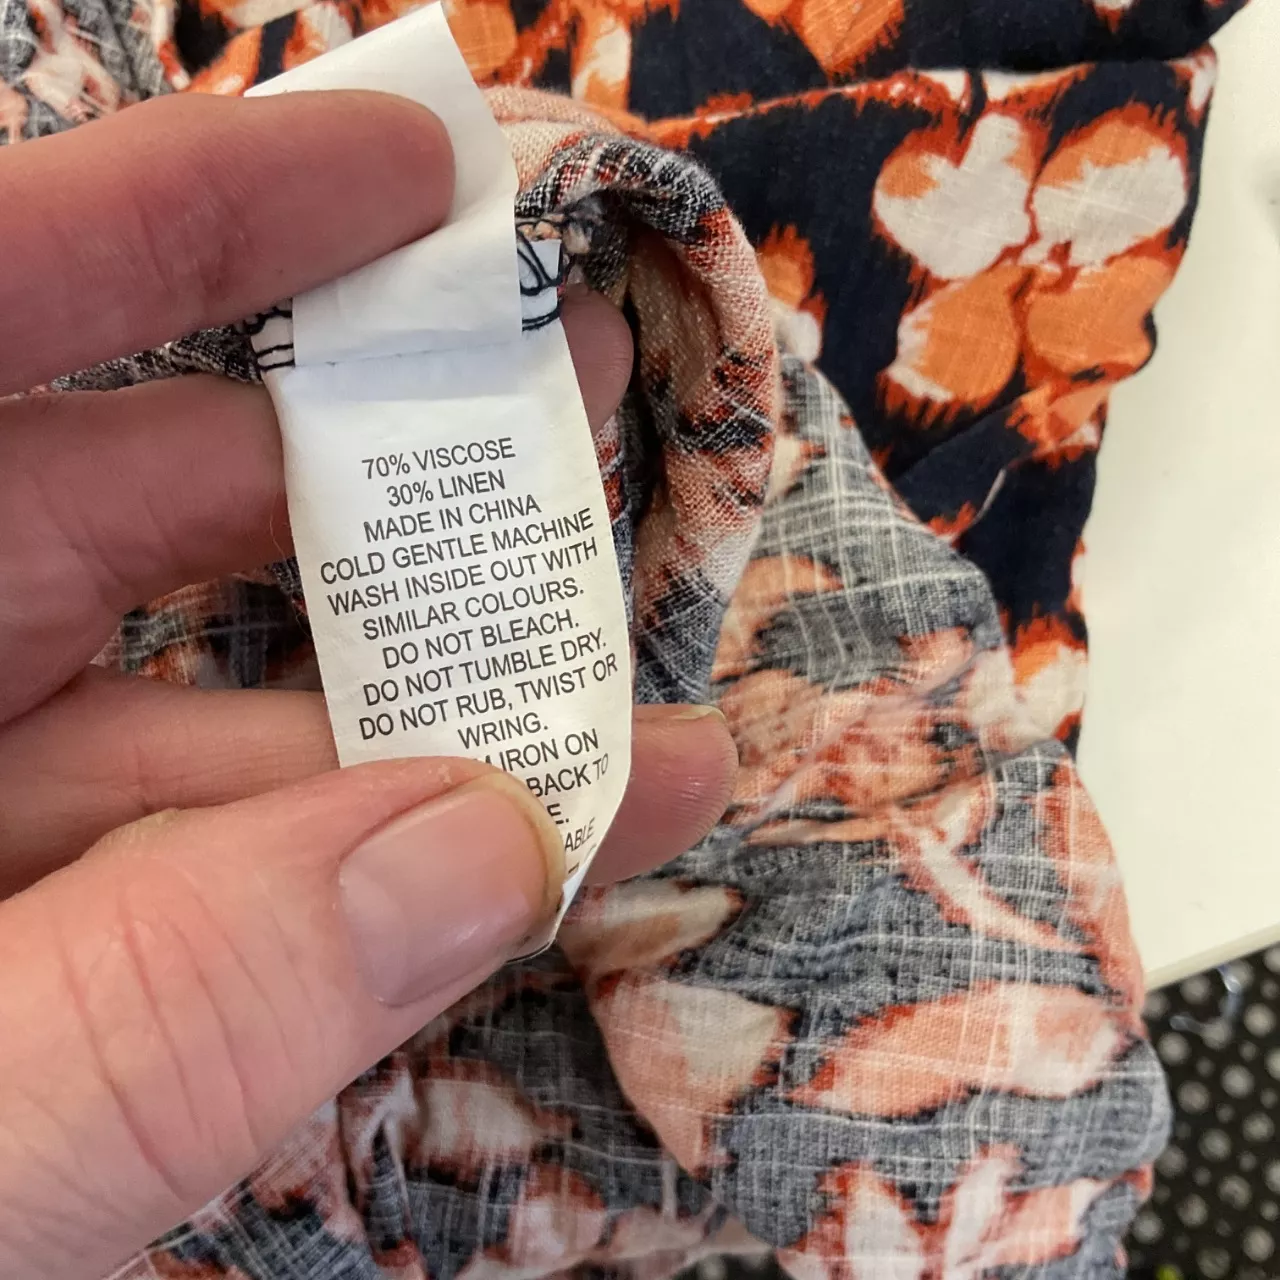 70% VISCOSE
30% LINEN
MADE IN CHINA
COLD GENTLE MACHINE
WASH INSIDE OUT WITH
SIMILAR COLOURS.
DO NOT BLEACH.
DO NOT TUMBLE DRY.
DO NOT RUB, TWIST OR
WRING.
IRON ON
BACK TO